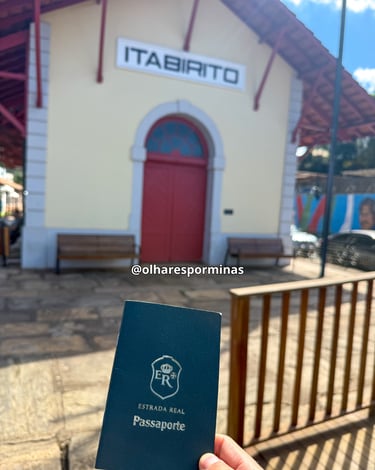 ITABIRITO
@olharesporminas
ER
ESTRADA REAL
Passaporte